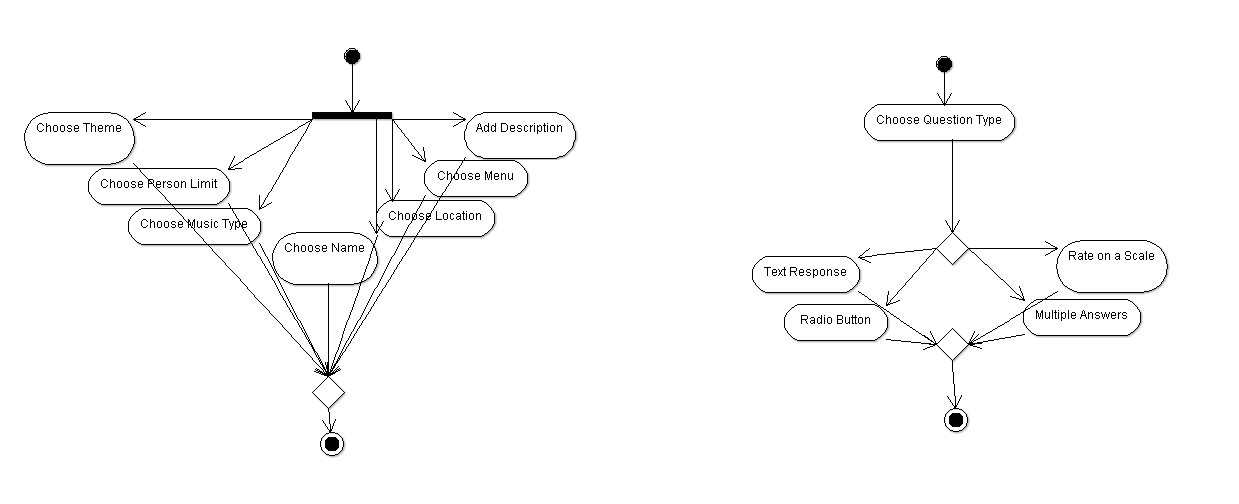 Choose Theme
Add Description
Choose Person Limit
Choose Menu
Choose Music Type
Choose Location
Choose Name
Choose Question Type
Text Response
Rate on a Scale
Radio Button
Multiple Answers